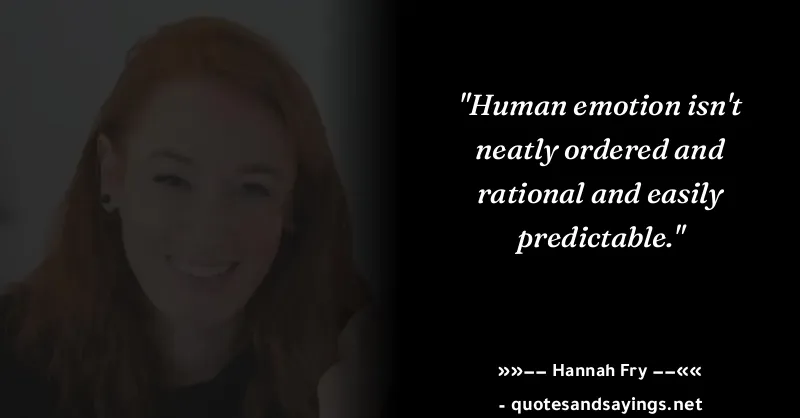 "Human emotion isn't
neatly ordered and
rational and easily
predictable."
»»−− Hannah Fry −−««
- quotesandsayings.net